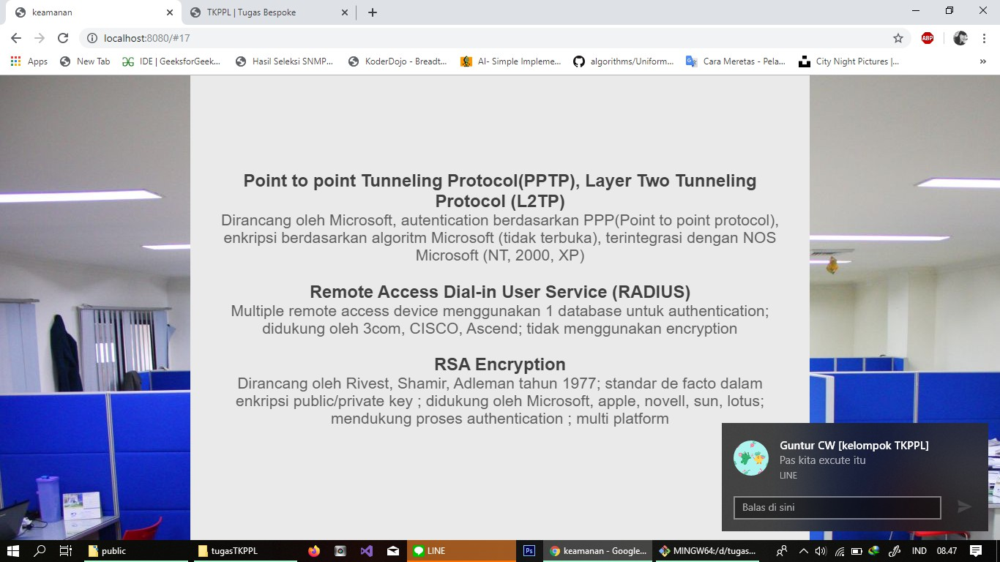 keamanan
TKPPL | Tugas Bespoke
localhost:8080/#17
ABP
Apps
New Tab
IDE | GeeksforGeek...
Hasil Seleksi SNMP...
KoderDojo - Breadt...
AI- Simple Impleme...
algorithms/Uniform...
Cara Meretas - Pela...
City Night Pictures |...
»
Point to point Tunneling Protocol(PPTP), Layer Two Tunneling
Protocol (L2TP)
Dirancang oleh Microsoft, autentication berdasarkan PPP(Point to point protocol),
enkripsi berdasarkan algoritm Microsoft (tidak terbuka), terintegrasi dengan NOS
Microsoft (NT, 2000, XP)
Remote Access Dial-in User Service (RADIUS)
Multiple remote access device menggunakan 1 database untuk authentication;
didukung oleh 3com, CISCO, Ascend; tidak menggunakan encryption
RSA Encryption
Dirancang oleh Rivest, Shamir, Adleman tahun 1977; standar de facto dalam
enkripsi public/private key ; didukung oleh Microsoft, apple, novell, sun, lotus;
mendukung proses authentication ; multi platform
Guntur CW [kelompok TKPPL]
Pas kita excute itu
LINE
Balas di sini
public
tugasTKPPL
LINE
Ps
keamanan - Google...
MINGW64:/d/tugas...
IND
08.47